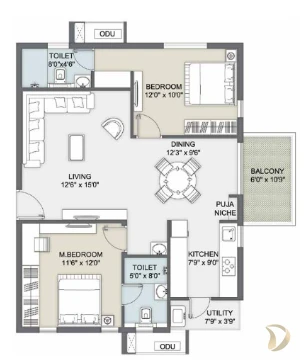 ODU
TOILET
8'0"x4'6"
BEDROOM
12'0" x 10'0"
DINING
12'3" x 9'6"
LIVING
12'6" x 15'0"
BALCONY
6'0" x 10'9"
PUJA
NICHE
M.BEDROOM
11'6" x 12'0"
TOILET
5'0" x 8'0"
KITCHEN
7'9" x 9'0"
UTILITY
7'9" x 3'9"
ODU